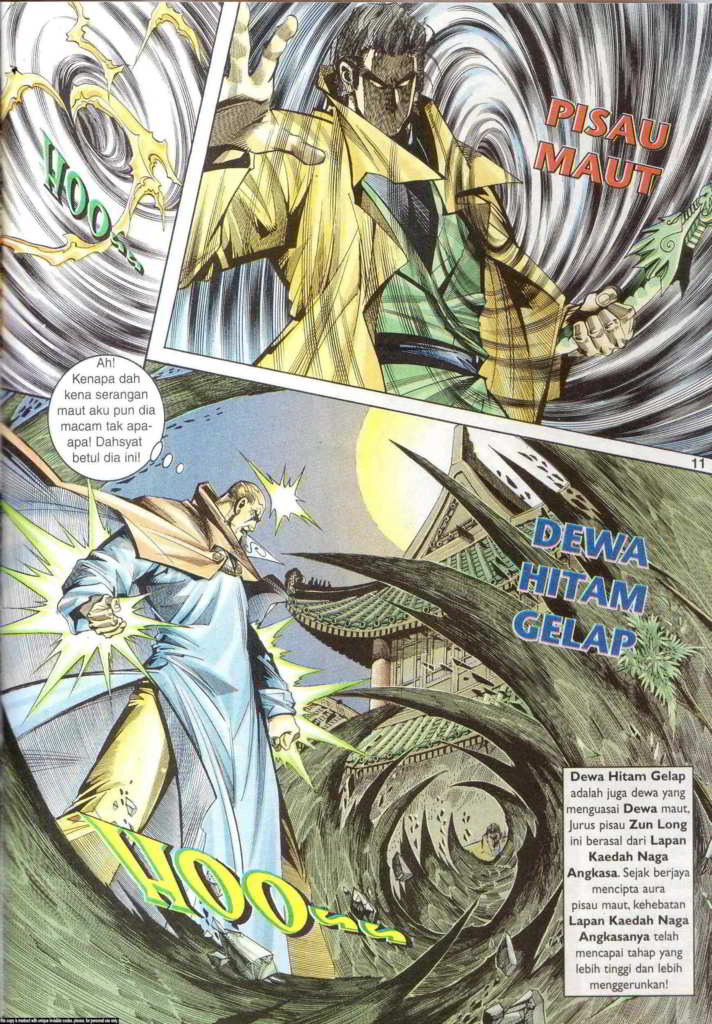 HOO
PISAU
MAUT
11
Ah!
Kenapa dah
kena serangan
maut aku pun dia
macam tak apa-
apa! Dahsyat
betul dia ini!
DEWA
HITAM
GELAP
HOO
Dewa Hitam Gelap
adalah juga dewa yang
menguasai Dewa maut,
Jurus pisau Zun Long
ini berasal dari Lapan
Kaedah Naga
Angkasa. Sejak berjaya
mencipta aura
pisau maut, kehebatan
Lapan Kaedah Naga
Angkasanya telah
mencapai tahap yang
lebih tinggi dan lebih
menggerunkan!